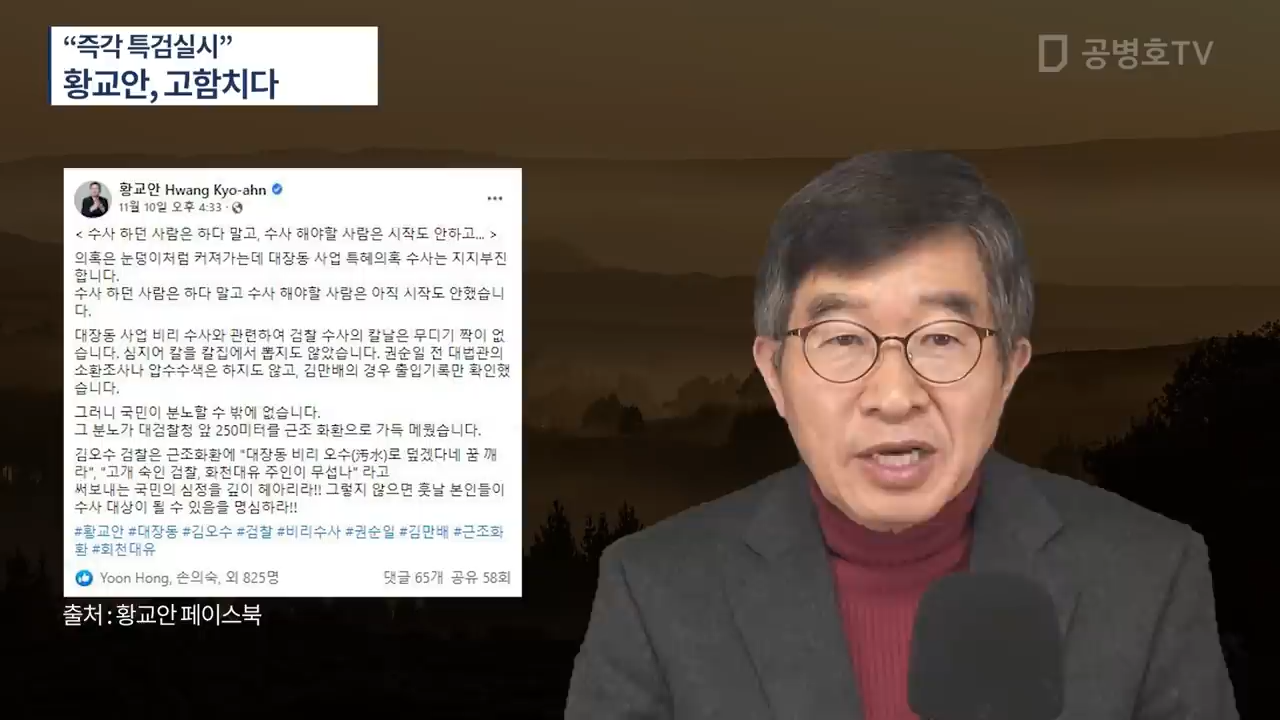 “즉각 특검실시”
황교안, 고함치다
공병호TV
황교안 Hwang Kyo-ahn
11월 10일 오후 4:33 ·
< 수사 하던 사람은 하다 말고, 수사 해야할 사람은 시작도 안하고... >
의혹은 눈덩이처럼 커져가는데 대장동 사업 특혜의혹 수사는 지지부진
합니다.
수사 하던 사람은 하다 말고 수사 해야할 사람은 아직 시작도 안했습니
다.
대장동 사업 비리 수사와 관련하여 검찰 수사의 칼날은 무디기 짝이 없
습니다. 심지어 칼을 칼집에서 뽑지도 않았습니다. 권순일 전 대법관의
소환조사나 압수수색은 하지도 않고, 김만배의 경우 출입기록만 확인했
습니다.
그러니 국민이 분노할 수 밖에 없습니다.
그 분노가 대검찰청 앞 250미터를 근조 화환으로 가득 메웠습니다.
김오수 검찰은 근조화환에 "대장동 비리 오수(汚水)로 덮겠다네 꿈 깨
라", "고개 숙인 검찰, 화천대유 주인이 무섭나" 라고
써보내는 국민의 심정을 깊이 헤아리라!! 그렇지 않으면 훗날 본인들이
수사 대상이 될 수 있음을 명심하라!!
#황교안 #대장동 #김오수 #검찰 #비리수사 #권순일 #김만배 #근조화
환 #회천대유
Yoon Hong, 손의숙, 외 825명
댓글 65개 공유 58회
출처 : 황교안 페이스북